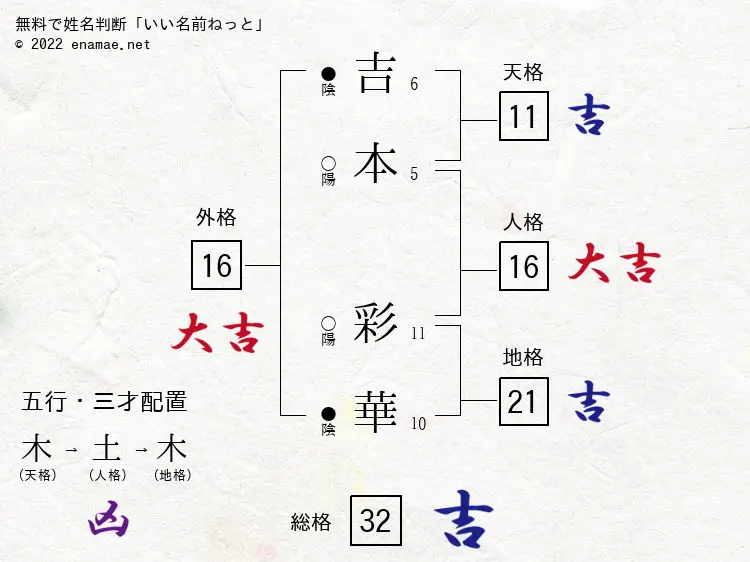 無料で姓名判断「いい名前ねっと」
© 2022 enamae.net
●陰 吉 6
○陽 本 5
○陽 彩 11
●陰 華 10
天格
11 吉
人格
16 大吉
地格
21 吉
外格
16
大吉
五行・三才配置
木→土→木
(天格) (人格) (地格)
凶
総格 32 吉